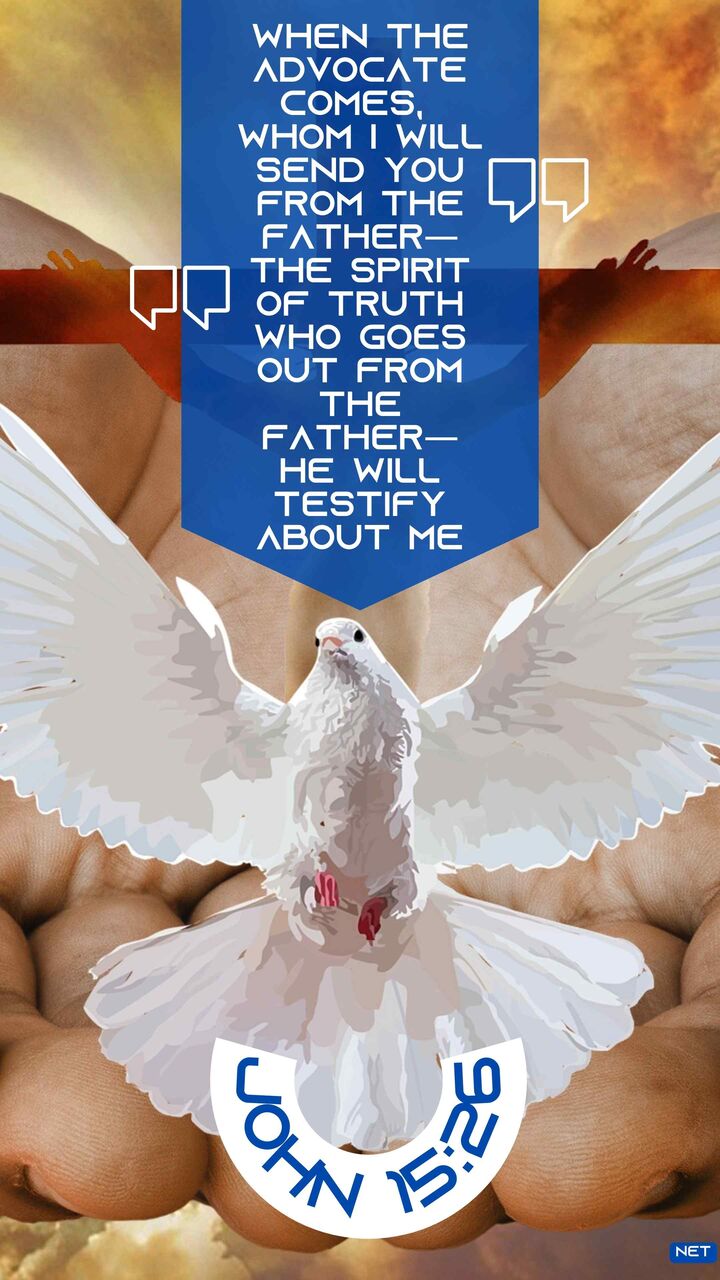 WHEN THE
ADVOCATE
COMES,
WHOM I WILL
SEND YOU
FROM THE
FATHER—
THE SPIRIT
OF TRUTH
WHO GOES
OUT FROM
THE
FATHER—
HE WILL
TESTIFY
ABOUT ME
JOHN 15:26
NET